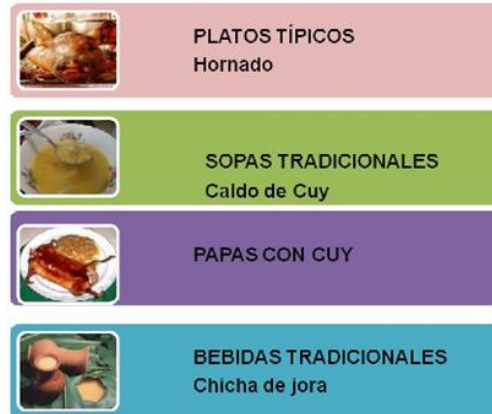 PLATOS TÍPICOS
Hornado
SOPAS TRADICIONALES
Caldo de Cuy
PAPAS CON CUY
BEBIDAS TRADICIONALES
Chicha de jora